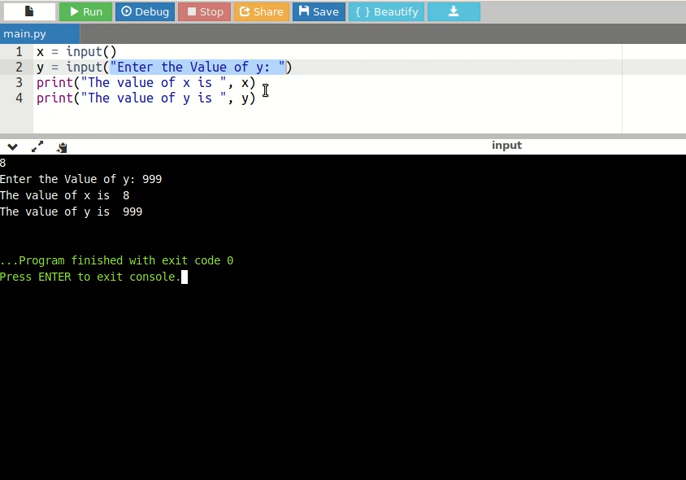 Run Debug Stop Share Save { } Beautify
main.py
1 x = input()
2 y = input("Enter the Value of y: ")
3 print("The value of x is ", x)
4 print("The value of y is ", y)
input
8
Enter the Value of y: 999
The value of x is  8
The value of y is  999
...Program finished with exit code 0
Press ENTER to exit console.